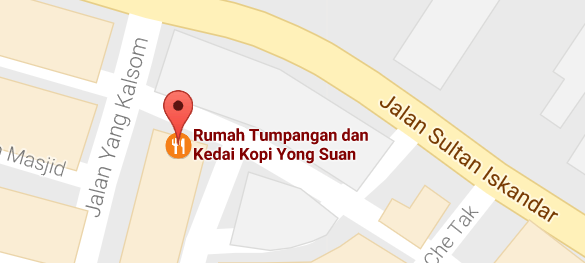 Jalan Yang Kalsom
Jalan Sultan Iskandar
Rumah Tumpangan dan
Kedai Kopi Yong Suan
Masjid
Che Tak